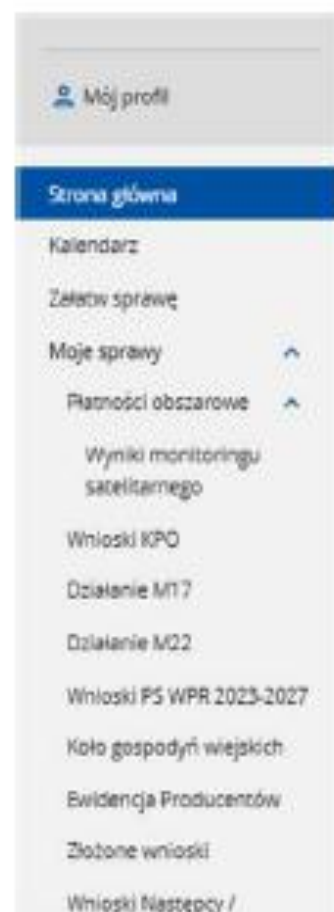 Mój profil
Strona główna
Kalendarz
Załatw sprawę
Moje sprawy
Płatności obszarowe
Wyniki monitoringu
satelitarnego
Wnioski KPO
Działanie M17
Działanie M22
Wnioski PS WPR 2023-2027
Koło gospodyń wiejskich
Ewidencja Producentów
Złożone wnioski
Wnioski Następcy /